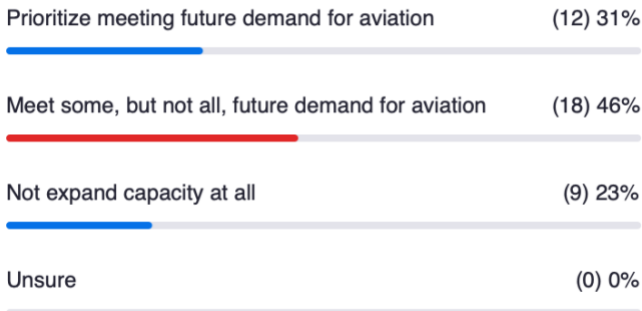 Prioritize meeting future demand for aviation (12) 31%
Meet some, but not all, future demand for aviation (18) 46%
Not expand capacity at all (9) 23%
Unsure (0) 0%